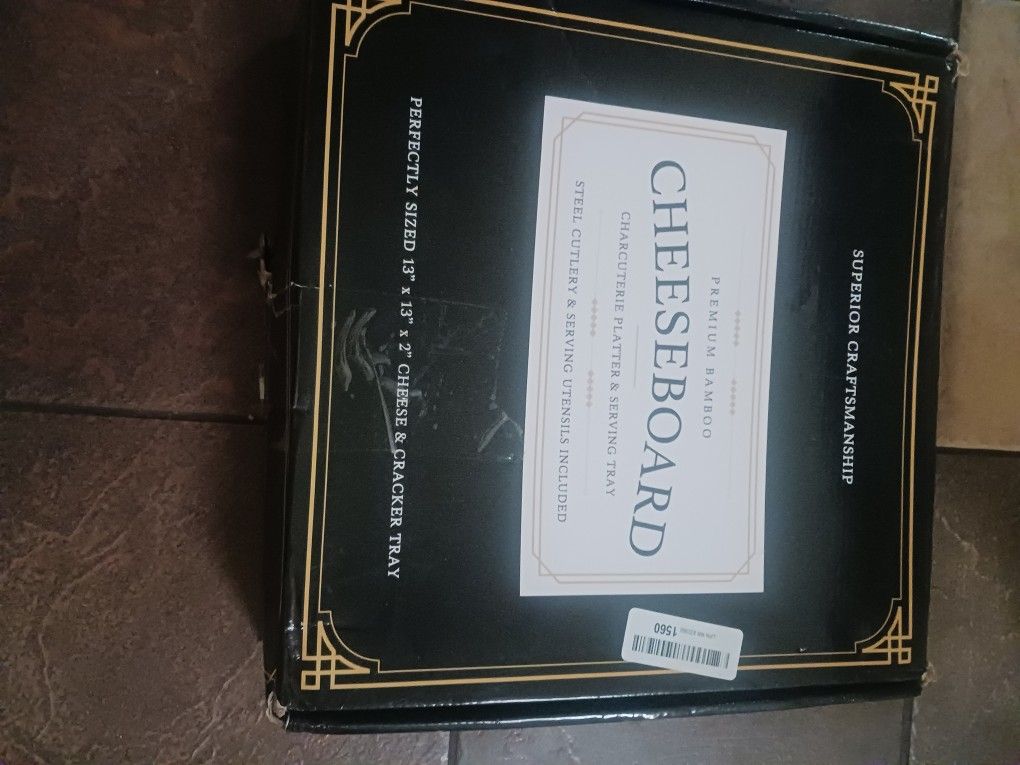 SUPERIOR CRAFTSMANSHIP
PREMIUM BAMBOO
CHEESEBOARD
CHARCUTERIE PLATTER & SERVING TRAY
STEEL CUTLERY & SERVING UTENSILS INCLUDED
PERFECTLY SIZED 13" x 13" x 2" CHEESE & CRACKER TRAY
1560